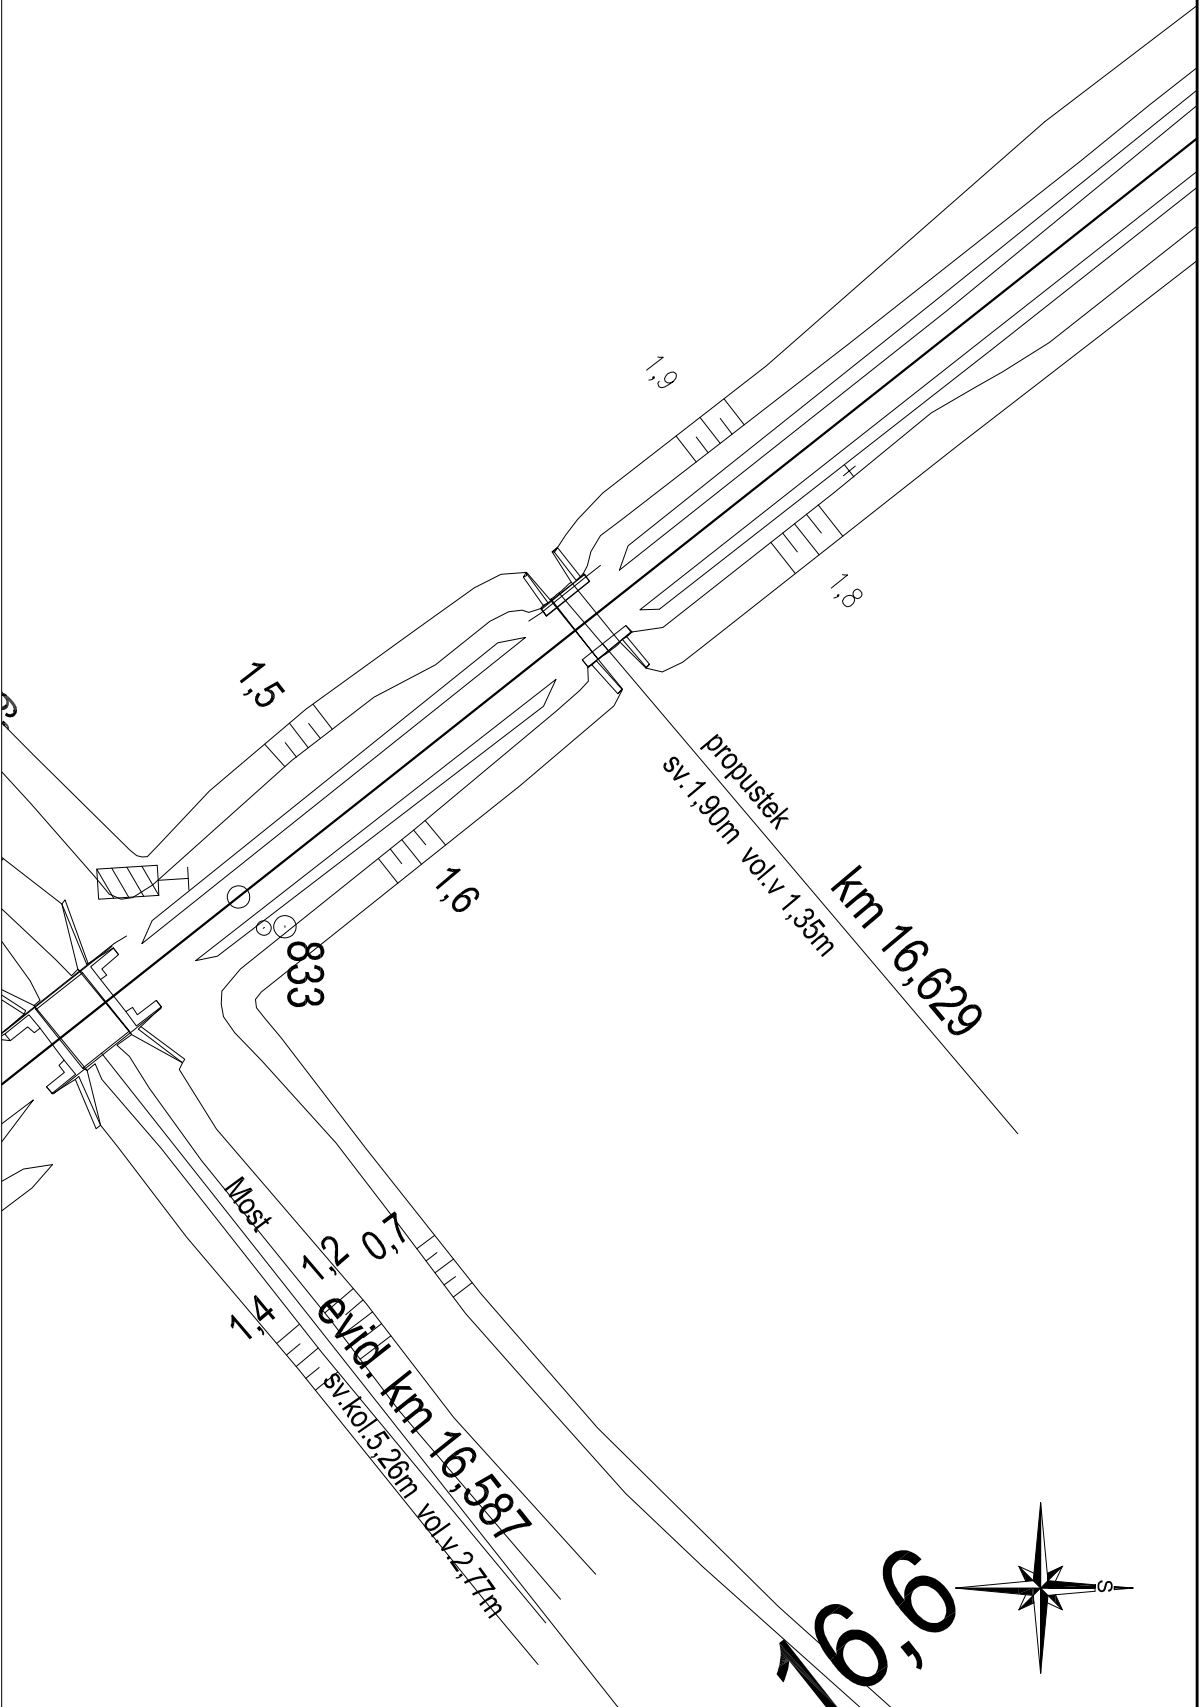 1,9
1,8
1,5
1,6
833
propustek
sv.1,90m vol.v 1,35m
km 16,629
Most
1,2
0,7
1,4
evid. km 16,587
sv.kol.5,26m vol.v.2,77m
16,6
S